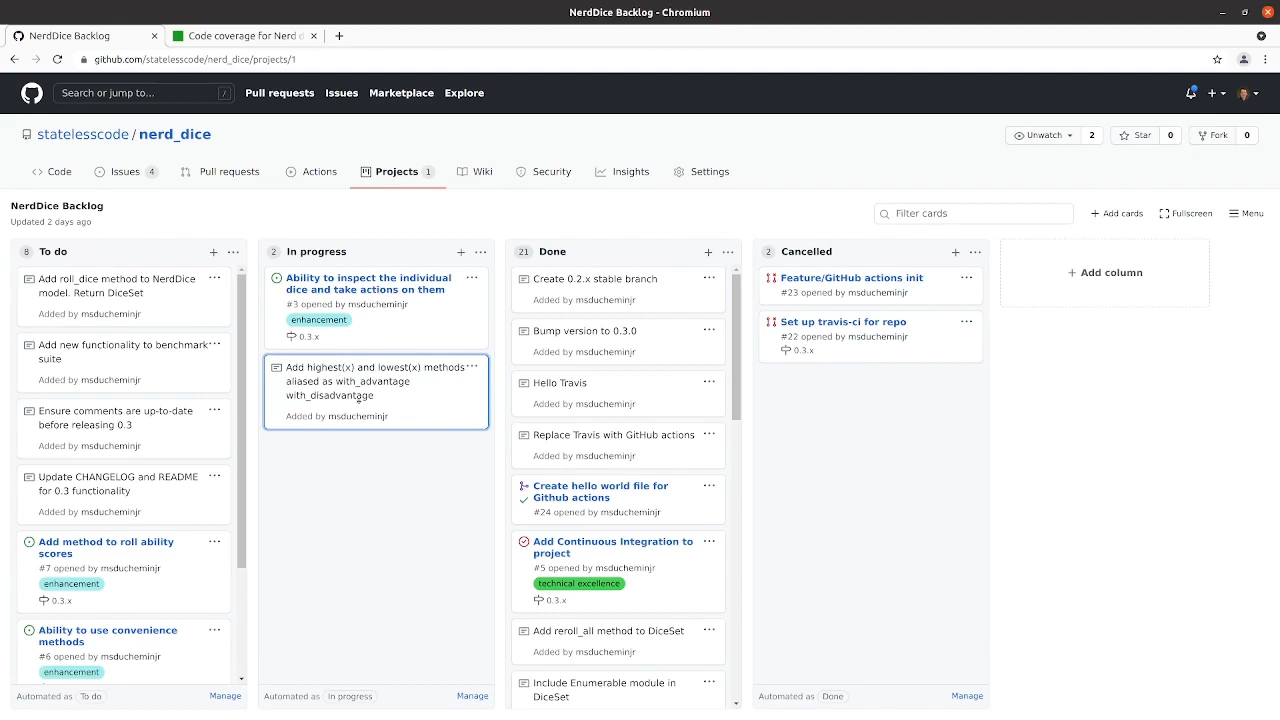 NerdDice Backlog - Chromium
NerdDice Backlog
Code coverage for Nerd d
github.com/statelesscode/nerd_dice/projects/1
Search or jump to...
/
Pull requests
Issues
Marketplace
Explore
statelesscode / nerd_dice
Unwatch
2
Star
0
Fork
0
Code
Issues 4
Pull requests
Actions
Projects 1
Wiki
Security
Insights
Settings
NerdDice Backlog
Updated 2 days ago
Filter cards
+ Add cards
Fullscreen
Menu
8 To do
Add roll_dice method to NerdDice
model. Return DiceSet
Added by msducheminjr
Add new functionality to benchmark
suite
Added by msducheminjr
Ensure comments are up-to-date
before releasing 0.3
Added by msducheminjr
Update CHANGELOG and README
for 0.3 functionality
Added by msducheminjr
Add method to roll ability
scores
#7 opened by msducheminjr
enhancement
0.3.x
Ability to use convenience
methods
#6 opened by msducheminjr
enhancement
Automated as To do
Manage
2 In progress
Ability to inspect the individual
dice and take actions on them
#3 opened by msducheminjr
enhancement
0.3.x
Add highest(x) and lowest(x) methods
aliased as with_advantage
with_disadvantage
Added by msducheminjr
Automated as In progress
Manage
21 Done
Create 0.2.x stable branch
Added by msducheminjr
Bump version to 0.3.0
Added by msducheminjr
Hello Travis
Added by msducheminjr
Replace Travis with GitHub actions
Added by msducheminjr
Create hello world file for
Github actions
#24 opened by msducheminjr
Add Continuous Integration to
project
#5 opened by msducheminjr
technical excellence
0.3.x
Add reroll_all method to DiceSet
Added by msducheminjr
Include Enumerable module in
DiceSet
2 Cancelled
Feature/GitHub actions init
#23 opened by msducheminjr
Set up travis-ci for repo
#22 opened by msducheminjr
0.3.x
Automated as Done
Manage
+ Add column